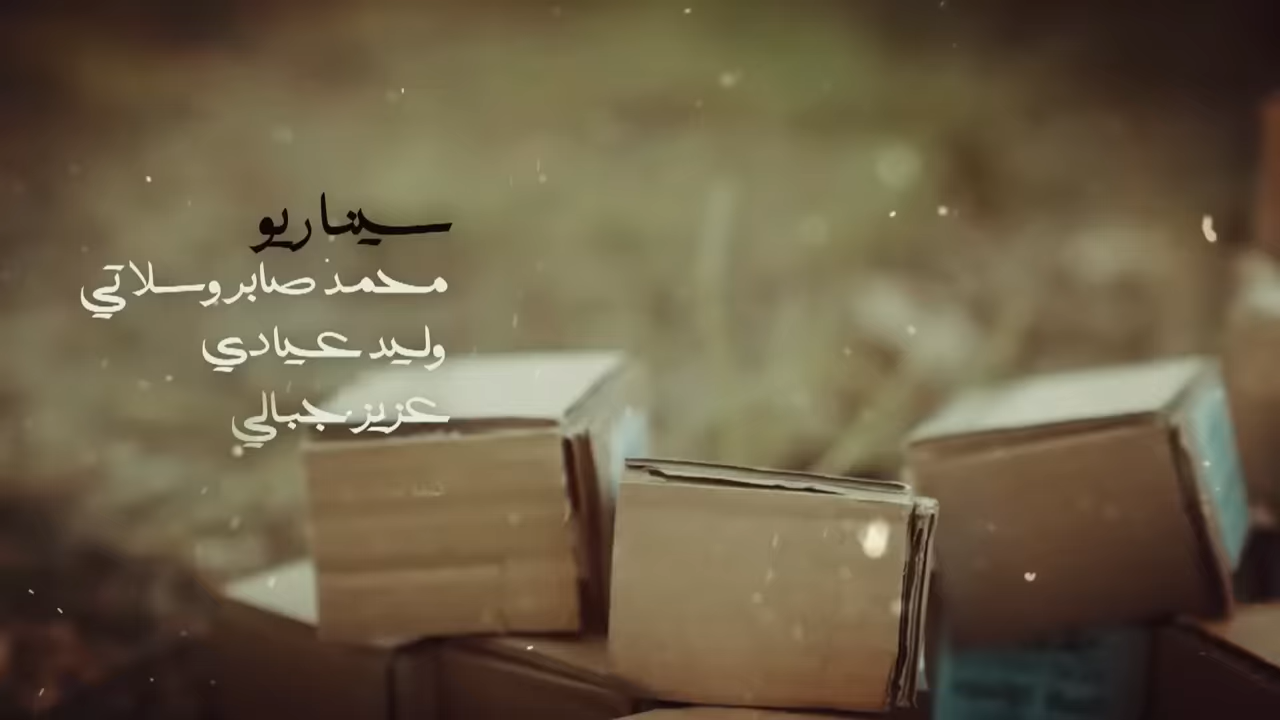 سيناريو
محمد صابر وسلاتي
وليد عيادي
عزيز جبالي